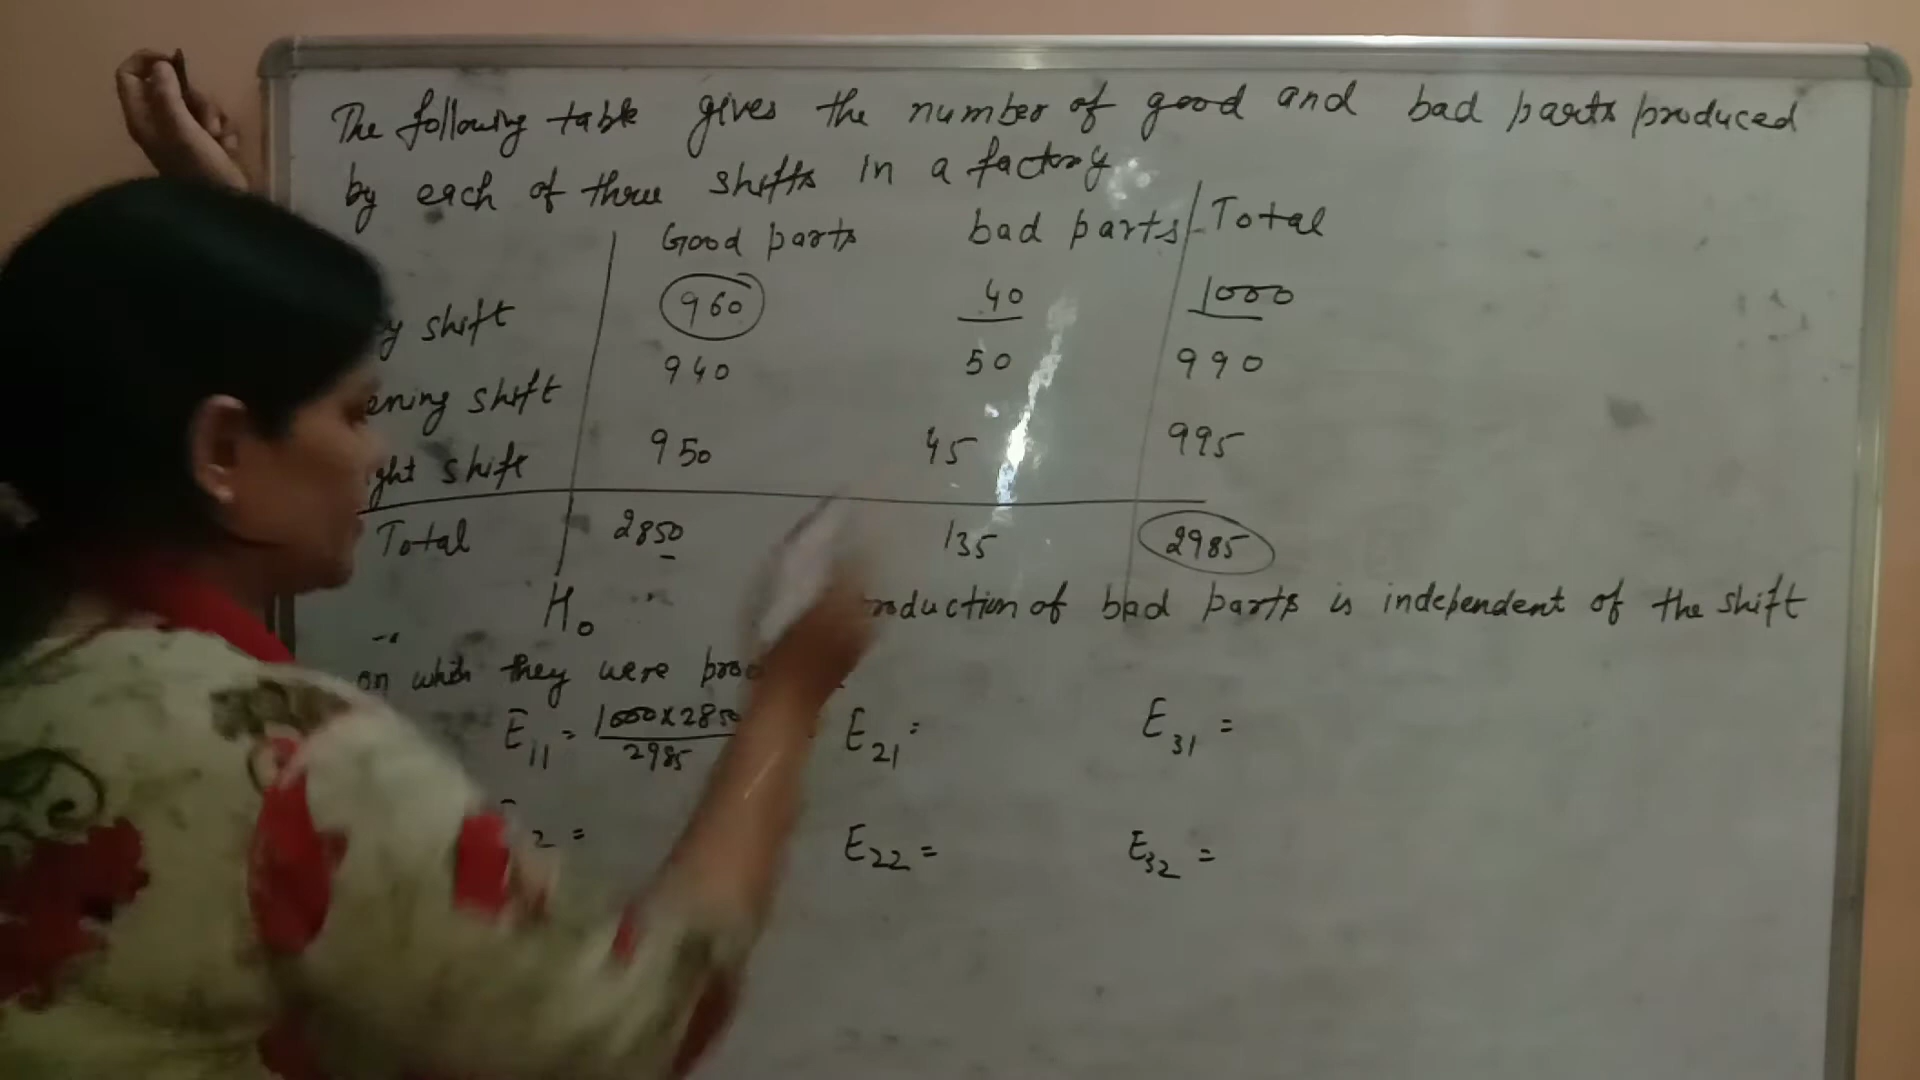 The following table gives the number of good and bad parts produced
by each of three shifts in a factory
Good parts bad parts Total
shift 960 40 1000
shift 940 50 990
shift 950 45 995
Total 2850 135 2985
H₀ production of bad parts is independent of the shift
on which they were
E₁₁ = 1000×2850/2985 E₂₁ = E₃₁ =
2 = E₂₂ = E₃₂ =